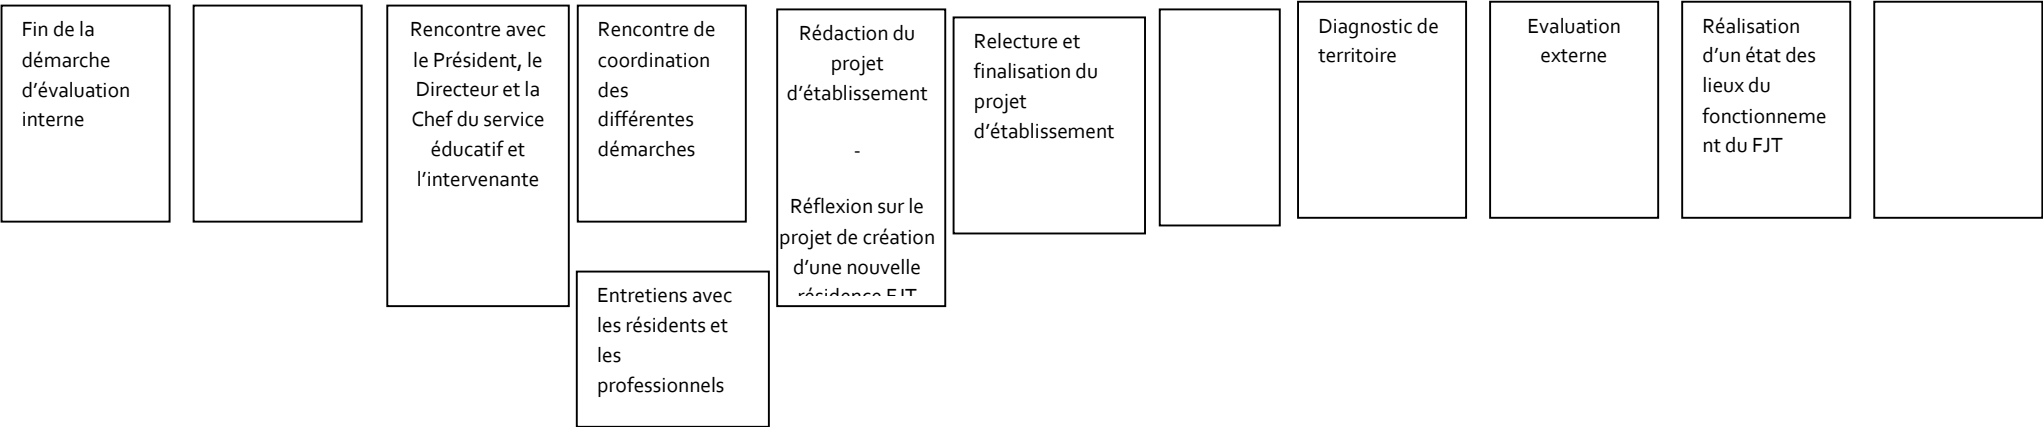 Fin de la
démarche
d'évaluation
interne
Rencontre avec
le Président, le
Directeur et la
Chef du service
éducatif et
l'intervenante
Rencontre de
coordination
des
différentes
démarches
Entretiens avec
les résidents et
les
professionnels
Rédaction du
projet
d'établissement
-
Réflexion sur le
projet de création
d'une nouvelle
résidence FJT
Relecture et
finalisation du
projet
d'établissement
Diagnostic de
territoire
Evaluation
externe
Réalisation
d'un état des
lieux du
fonctionneme
nt du FJT